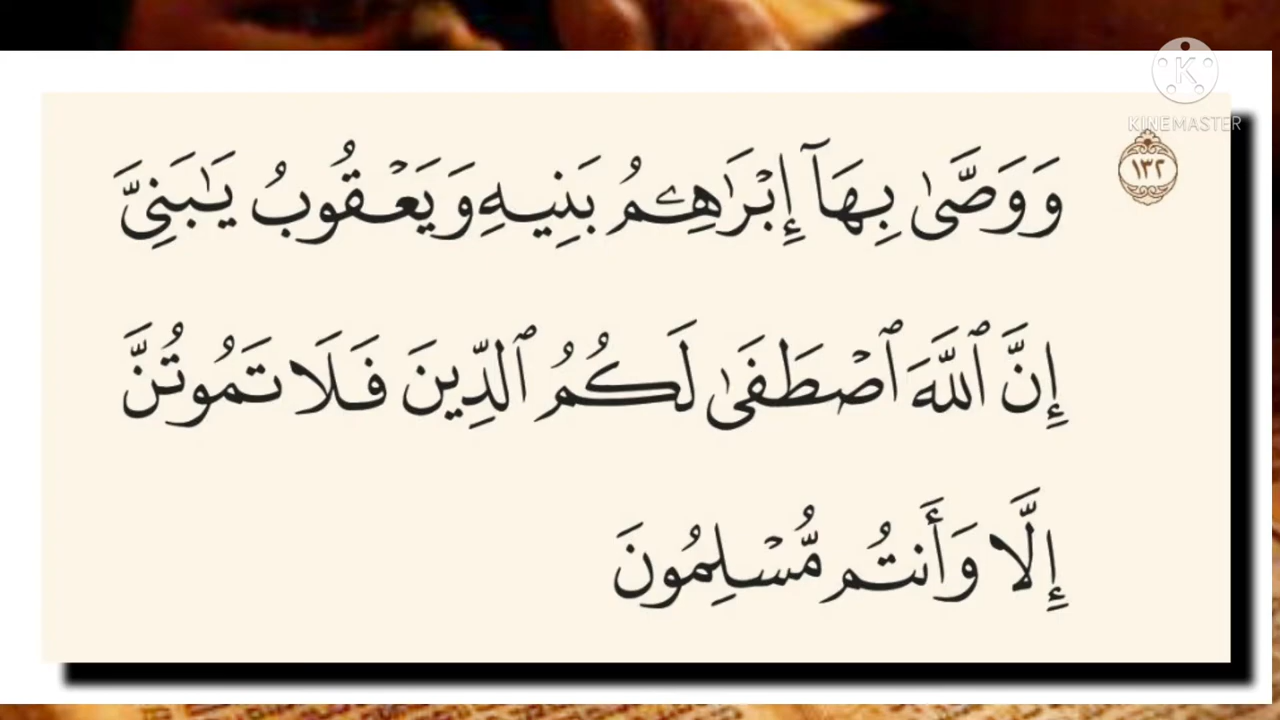 KINEMASTER
١٣٢
وَوَصَّىٰ بِهَآ إِبْرَٰهِـۧمُ بَنِيهِ وَيَعْقُوبُ يَـٰبَنِىَّ
إِنَّ ٱللَّهَ ٱصْطَفَىٰ لَكُمُ ٱلدِّينَ فَلَا تَمُوتُنَّ
إِلَّا وَأَنتُم مُّسْلِمُونَ